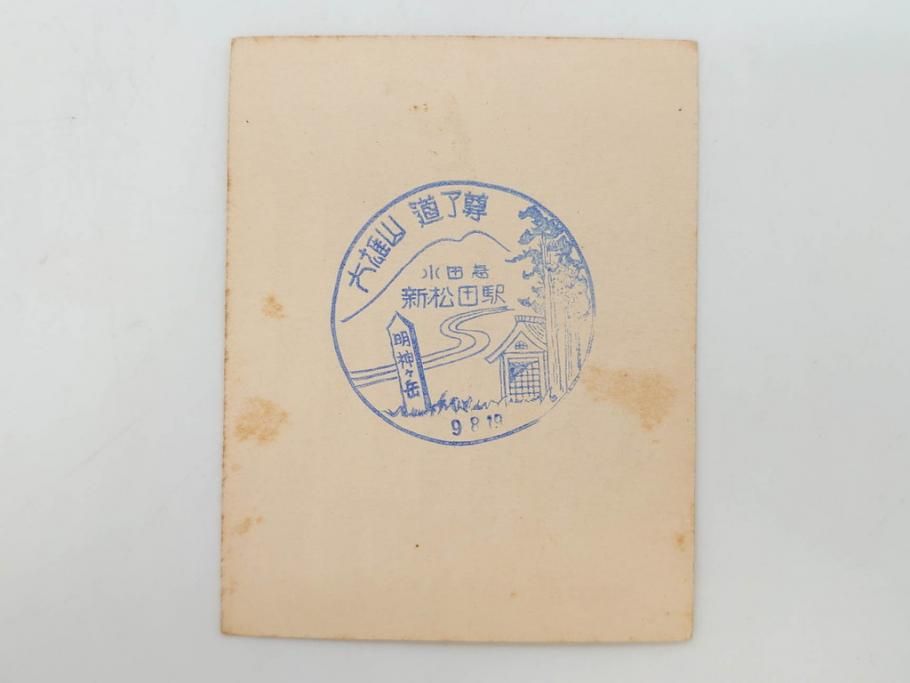 大雄山 道了尊
小田急
新松田駅
明神ヶ岳
9.8.19